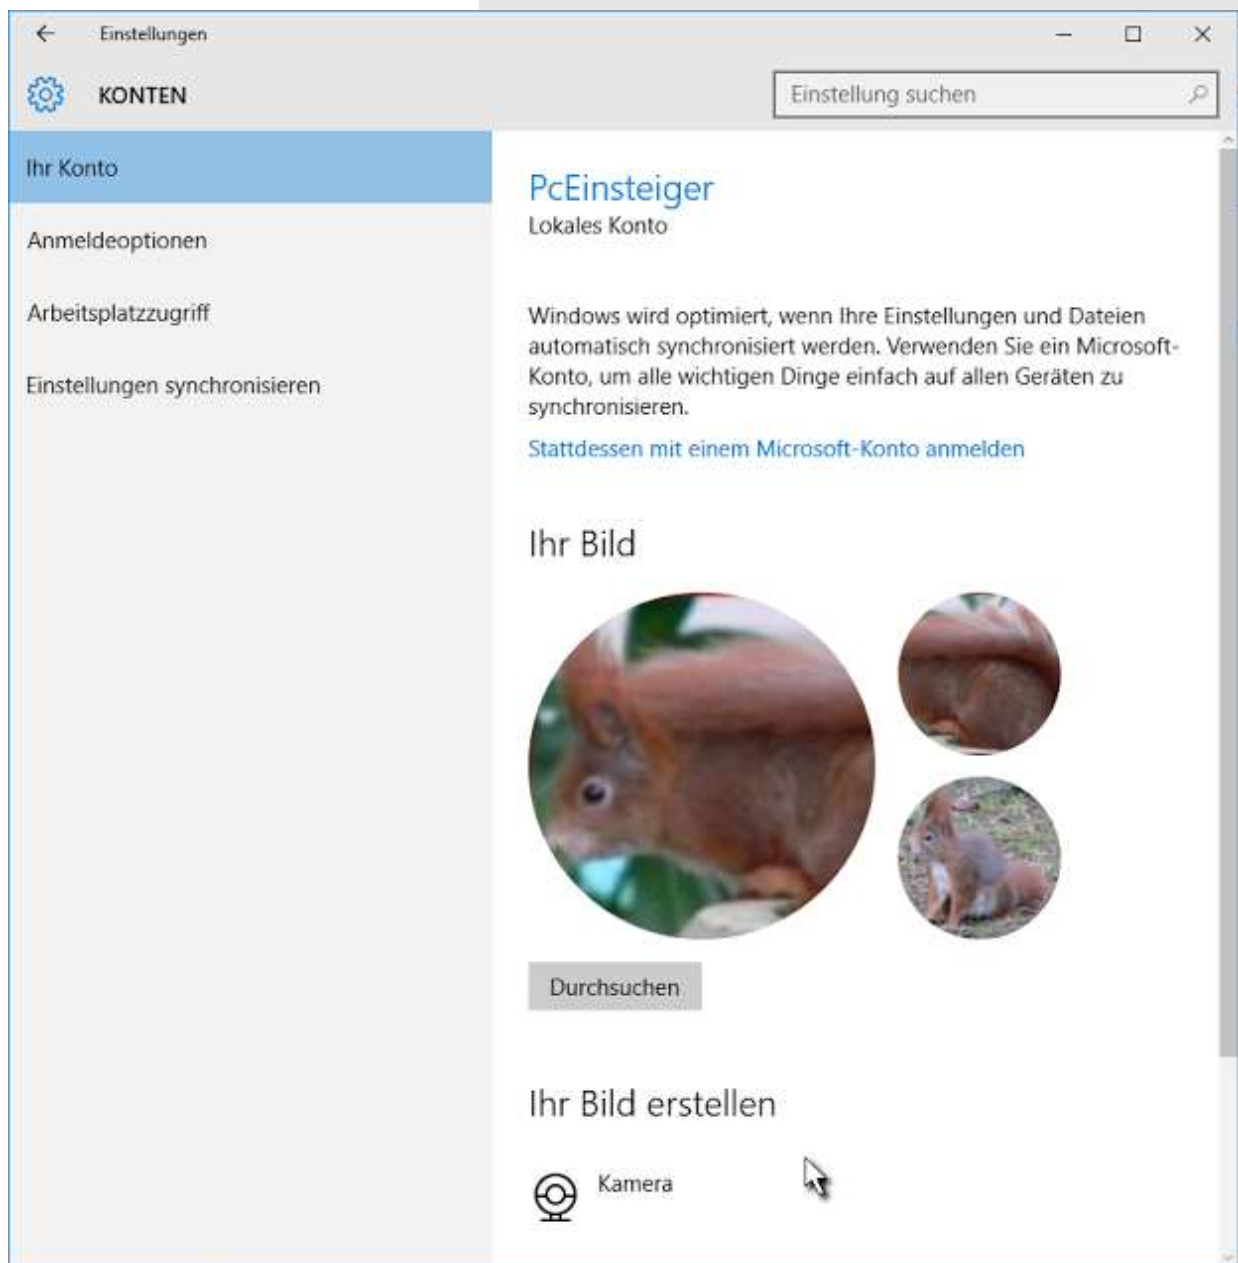 Einstellungen
KONTEN
Einstellung suchen
Ihr Konto
Anmeldeoptionen
Arbeitsplatzzugriff
Einstellungen synchronisieren
PcEinsteiger
Lokales Konto
Windows wird optimiert, wenn Ihre Einstellungen und Dateien
automatisch synchronisiert werden. Verwenden Sie ein Microsoft-
Konto, um alle wichtigen Dinge einfach auf allen Geräten zu
synchronisieren.
Stattdessen mit einem Microsoft-Konto anmelden
Ihr Bild
Durchsuchen
Ihr Bild erstellen
Kamera